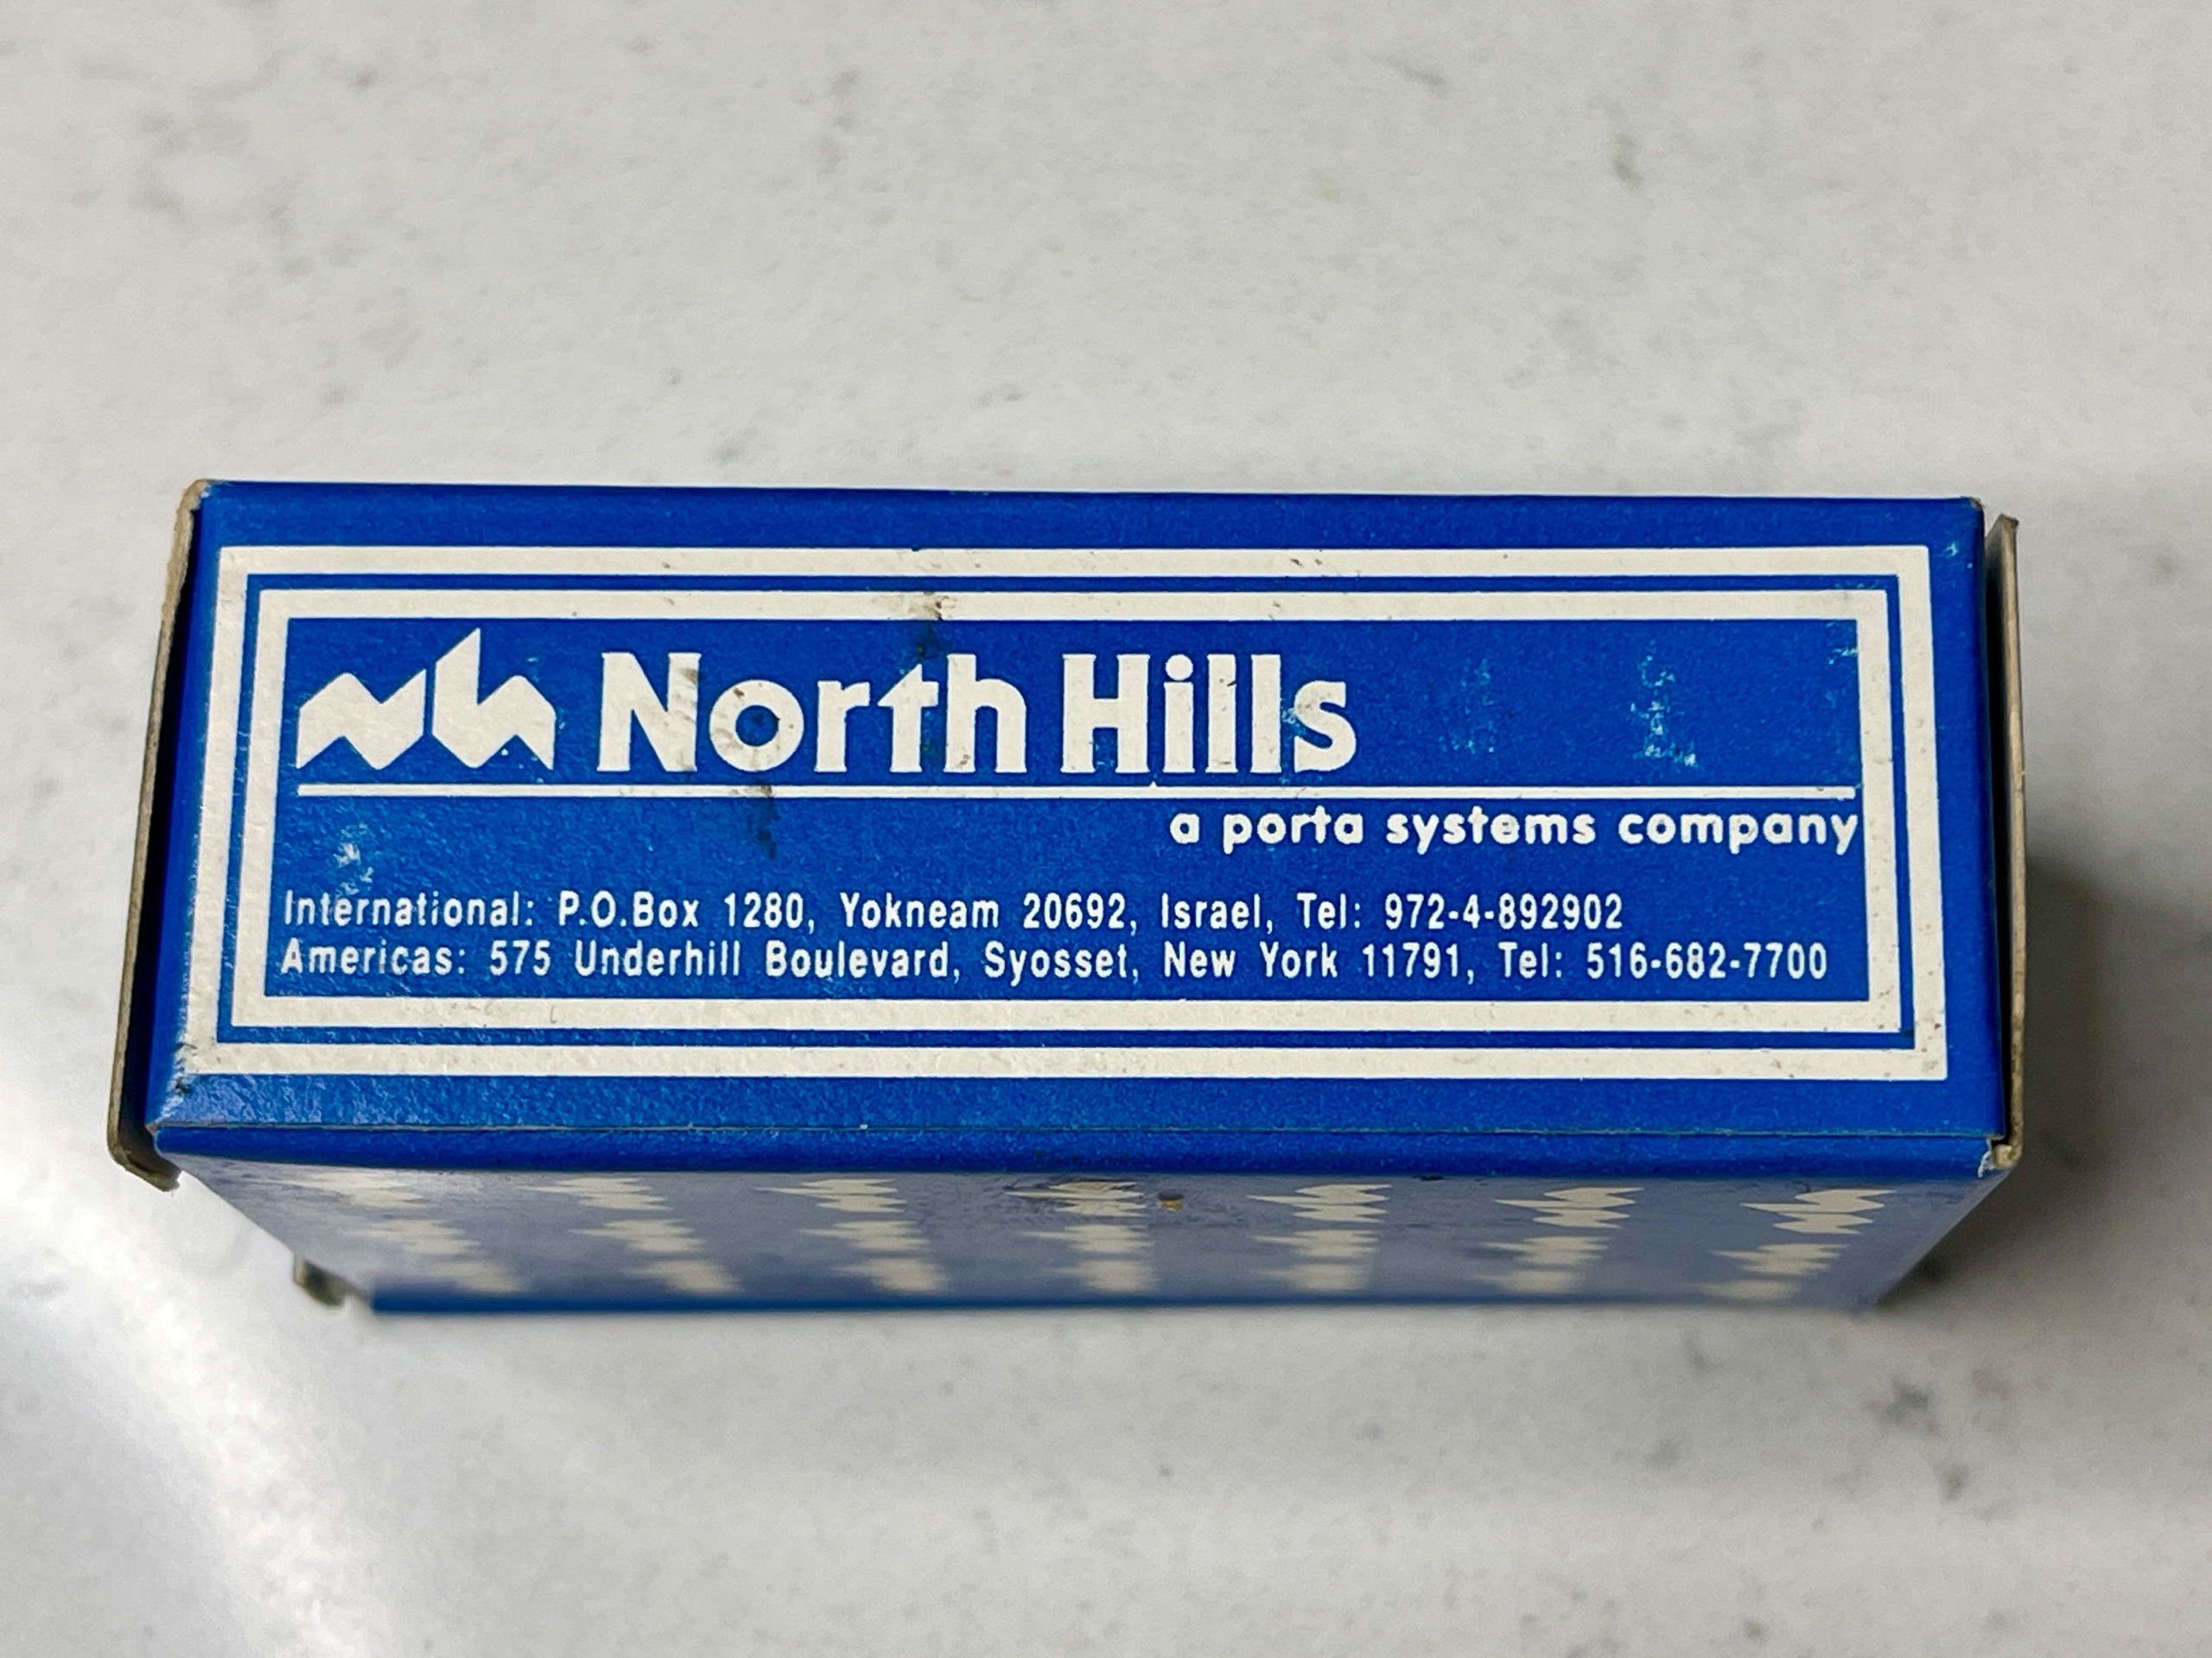 North Hills
a porta systems company
International: P.O.Box 1280, Yokneam 20692, Israel, Tel: 972-4-892902
Americas: 575 Underhill Boulevard, Syosset, New York 11791, Tel: 516-682-7700